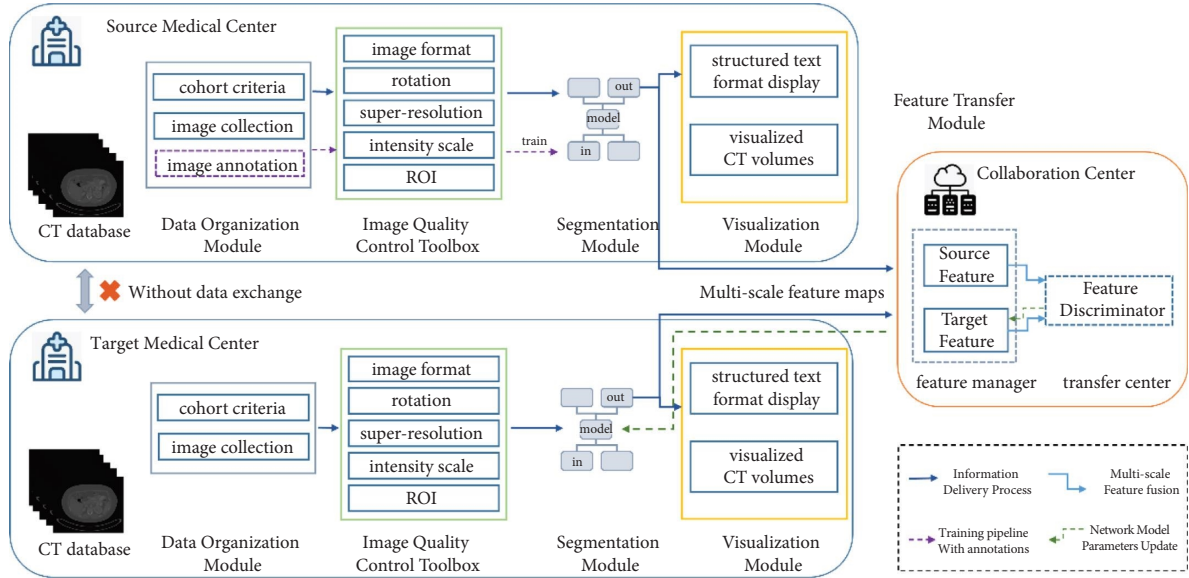 Source Medical Center
cohort criteria
image collection
image annotation
CT database
Data Organization
Module
image format
rotation
super-resolution
intensity scale
ROI
Image Quality
Control Toolbox
train
out
model
in
Segmentation
Module
structured text
format display
visualized
CT volumes
Visualization
Module
Without data exchange
Multi-scale feature maps
Target Medical Center
cohort criteria
image collection
CT database
Data Organization
Module
image format
rotation
super-resolution
intensity scale
ROI
Image Quality
Control Toolbox
out
model
in
Segmentation
Module
structured text
format display
visualized
CT volumes
Visualization
Module
Feature Transfer
Module
Collaboration Center
Source
Feature
Target
Feature
Feature
Discriminator
feature manager
transfer center
Information
Delivery Process
Multi-scale
Feature fusion
Training pipeline
With annotations
Network Model
Parameters Update